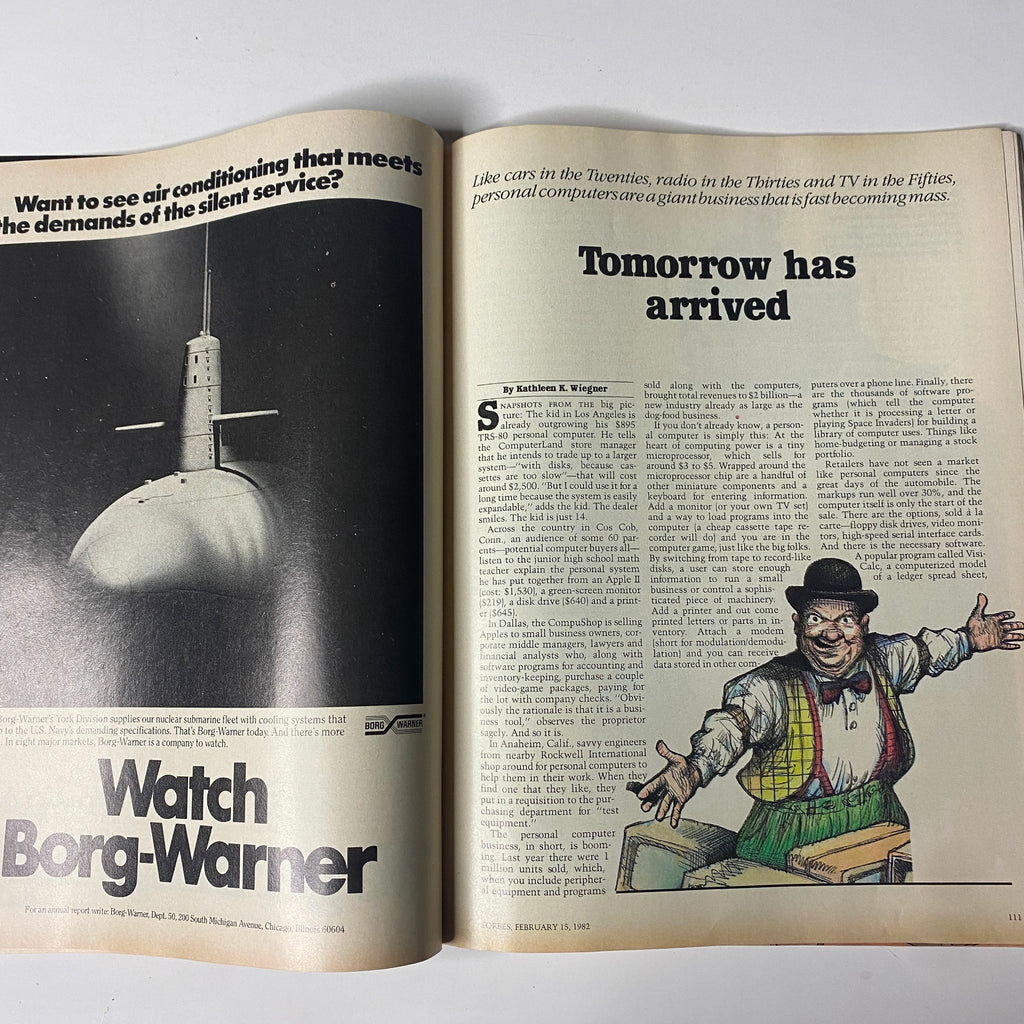 Want to see air conditioning that meets
the demands of the silent service?
Borg-Warner's York Division supplies our nuclear submarine fleet with cooling systems that
to the U.S. Navy's demanding specifications. That's Borg-Warner today. And there's more
In eight major markets, Borg-Warner is a company to watch.
BORG WARNER
Watch
Borg-Warner
For an annual report write: Borg-Warner, Dept. 50, 200 South Michigan Avenue, Chicago, Illinois 60604
Like cars in the Twenties, radio in the Thirties and TV in the Fifties,
personal computers are a giant business that is fast becoming mass.
Tomorrow has
arrived
By Kathleen K. Wiegner
SNAPSHOTS FROM THE big pic-
ture: The kid in Los Angeles is
already outgrowing his $895
TRS-80 personal computer. He tells
the ComputerLand store manager
that he intends to trade up to a larger
system—"with disks, because cas-
settes are too slow"—that will cost
around $2,500. "But I could use it for a
long time because the system is easily
expandable," adds the kid. The dealer
smiles. The kid is just 14.
Across the country in Cos Cob,
Conn., an audience of some 60 par-
ents—potential computer buyers all—
listen to the junior high school math
teacher explain the personal system
he has put together from an Apple II
(cost: $1,530), a green-screen monitor
($219), a disk drive ($640) and a print-
er ($645).
In Dallas, the CompuShop is selling
Apples to small business owners, cor-
porate middle managers, lawyers and
financial analysts who, along with
software programs for accounting and
inventory-keeping, purchase a couple
of video-game packages, paying for
the lot with company checks. "Obvi-
ously the rationale is that it is a busi-
ness tool," observes the proprietor
sagely. And so it is.
In Anaheim, Calif., savvy engineers
from nearby Rockwell International
shop around for personal computers to
help them in their work. When they
find one that they like, they
put in a requisition to the pur-
chasing department for "test
equipment."
The personal computer
business, in short, is boom-
ing. Last year there were 1
million units sold, which,
when you include peripher-
al equipment and programs
sold along with the computers,
brought total revenues to $2 billion—a
new industry already as large as the
dog-food business.
If you don't already know, a person-
al computer is simply this: At the
heart of computing power is a tiny
microprocessor, which sells for
around $3 to $5. Wrapped around the
microprocessor chip are a handful of
other miniature components and a
keyboard for entering information.
Add a monitor (or your own TV set)
and a way to load programs into the
computer (a cheap cassette tape re-
corder will do) and you are in the
computer game, just like the big folks.
By switching from tape to record-like
disks, a user can store enough
information to run a small
business or control a sophis-
ticated piece of machinery.
Add a printer and out come
printed letters or parts in in-
ventory. Attach a modem
(short for modulation/demodu-
lation) and you can receive
data stored in other com-
puters over a phone line. Finally, there
are the thousands of software pro-
grams (which tell the computer
whether it is processing a letter or
playing Space Invaders) for building a
library of computer uses. Things like
home-budgeting or managing a stock
portfolio.
Retailers have not seen a market
like personal computers since the
great days of the automobile. The
markups run well over 30%, and the
computer itself is only the start of the
sale. There are the options, sold à la
carte—floppy disk drives, video moni-
tors, high-speed serial interface cards.
And there is the necessary software.
A popular program called Visi-
Calc, a computerized model
of a ledger spread sheet,
FORBES, FEBRUARY 15, 1982
111